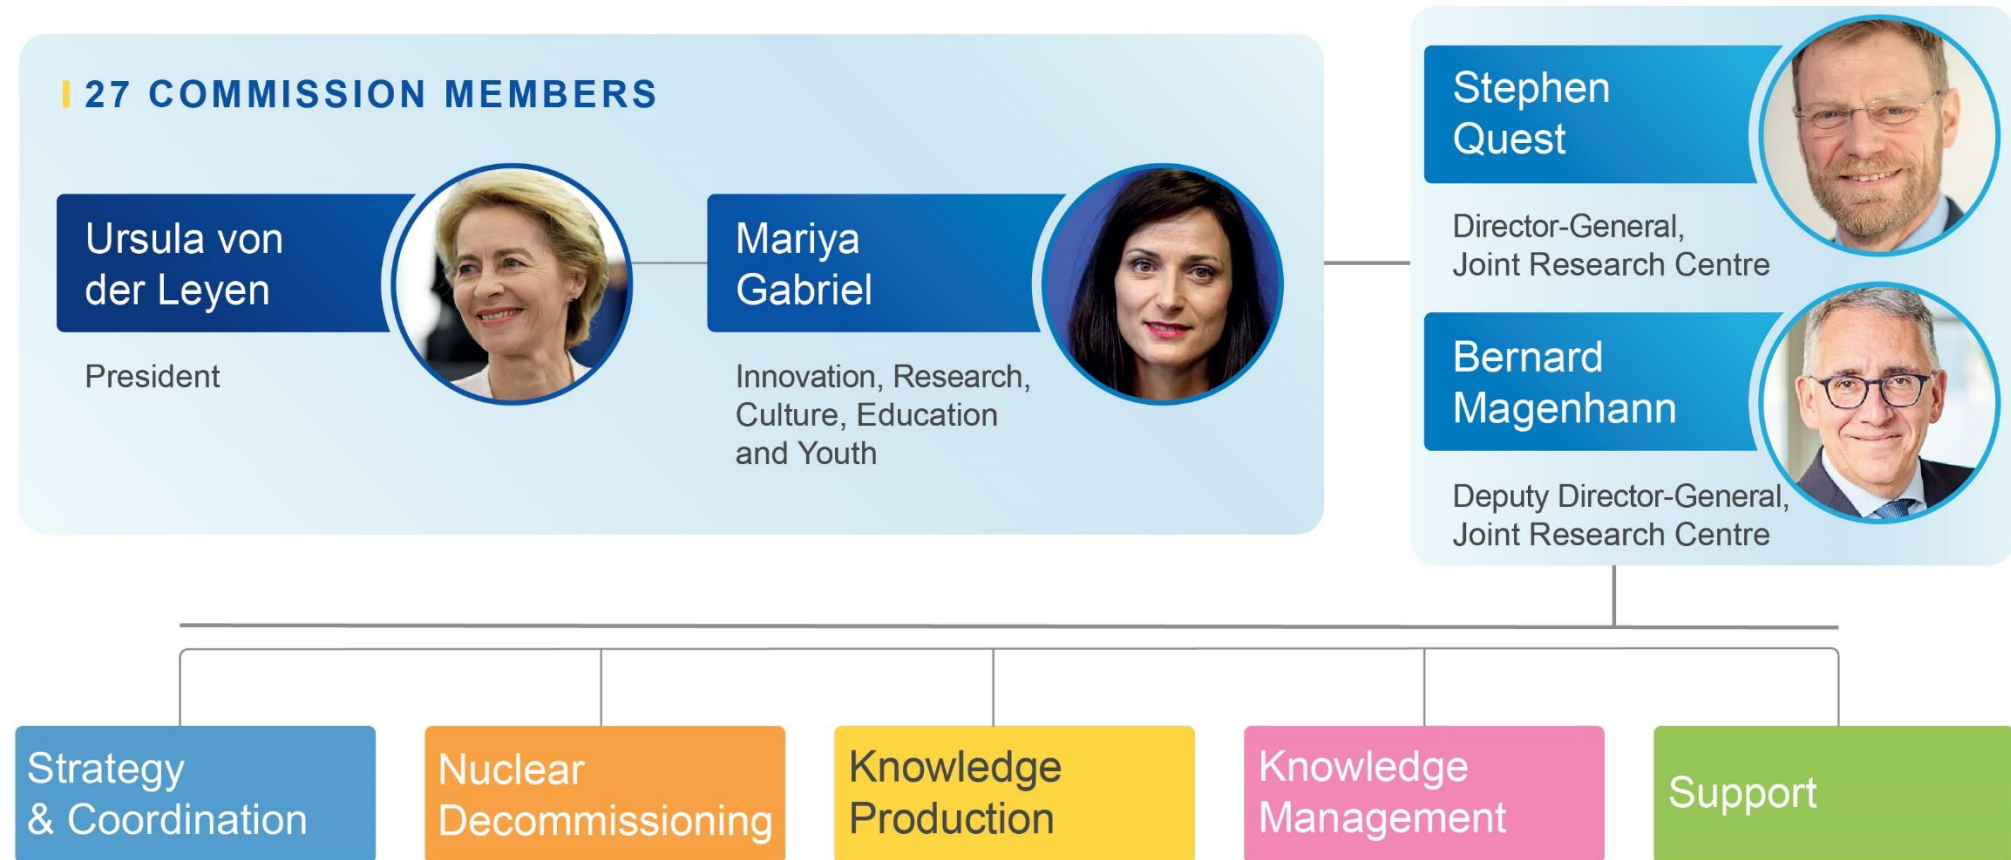 27 COMMISSION MEMBERS
Ursula von
der Leyen
President
Mariya
Gabriel
Innovation, Research,
Culture, Education
and Youth
Stephen
Quest
Director-General,
Joint Research Centre
Bernard
Magenhann
Deputy Director-General,
Joint Research Centre
Strategy
& Coordination
Nuclear
Decommissioning
Knowledge
Production
Knowledge
Management
Support